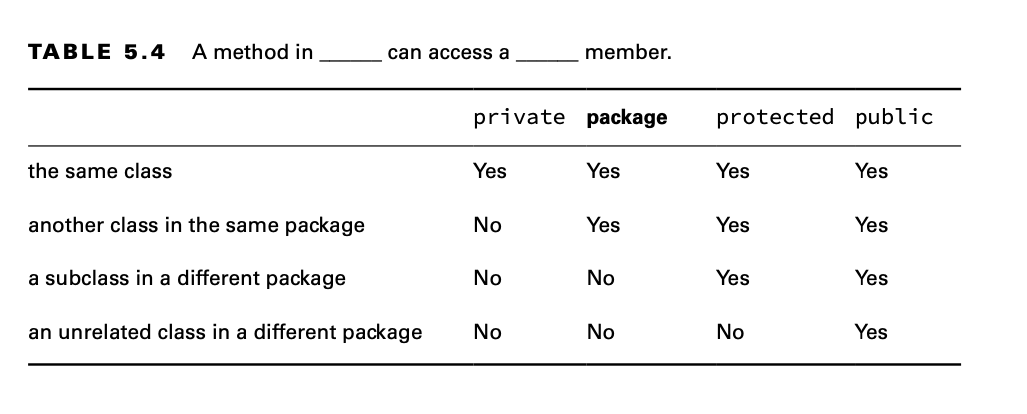 TABLE 5.4 A method in ______ can access a ______ member.
private package protected public
the same class Yes Yes Yes Yes
another class in the same package No Yes Yes Yes
a subclass in a different package No No Yes Yes
an unrelated class in a different package No No No Yes